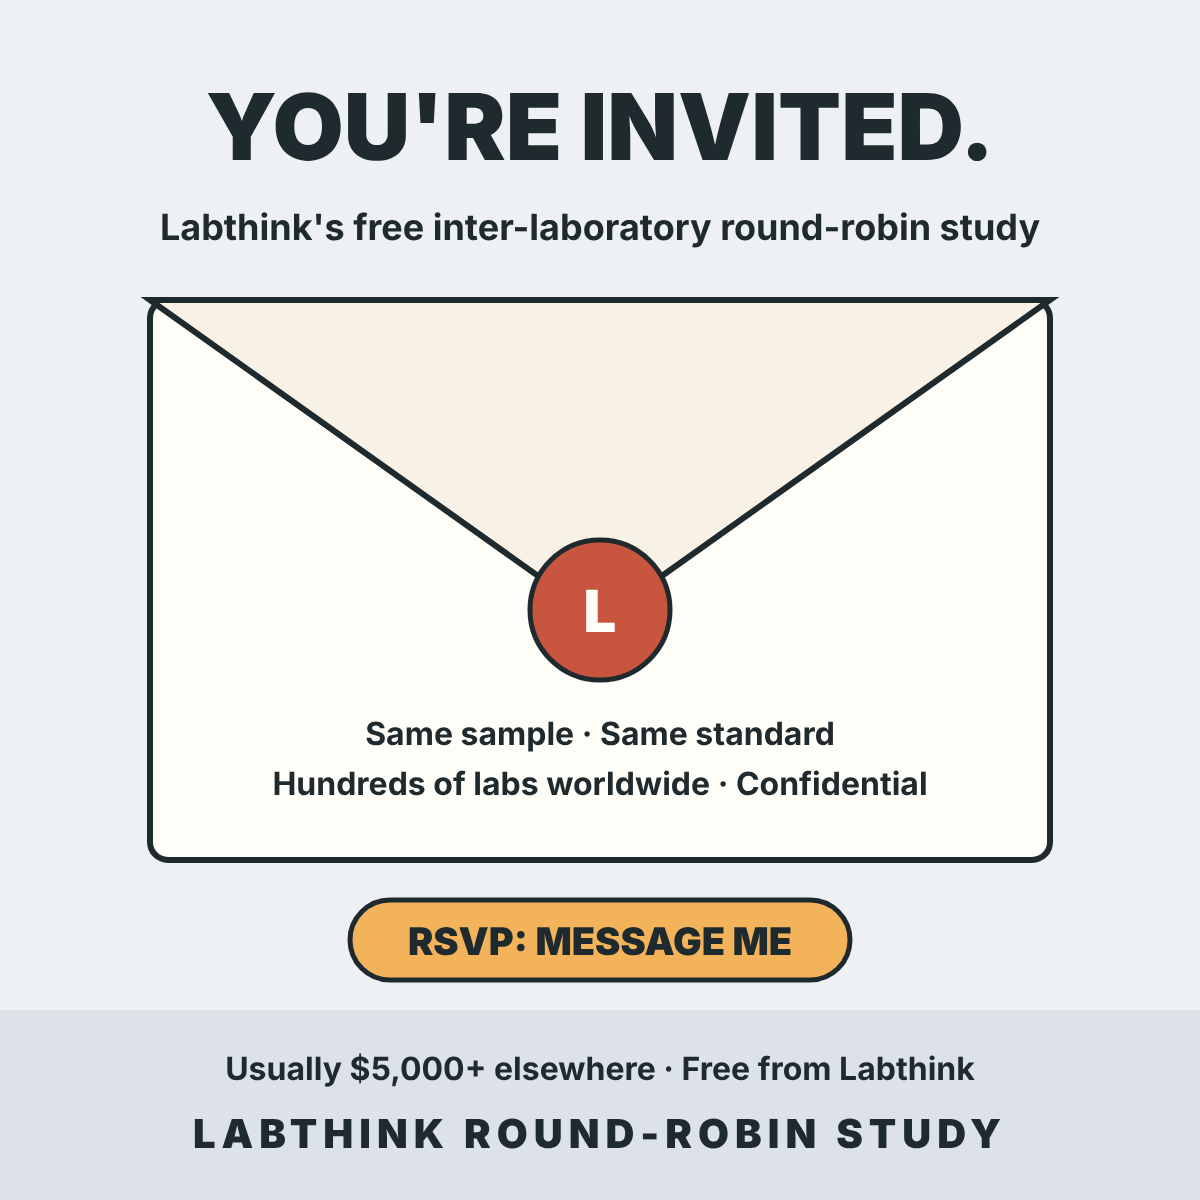 YOU'RE INVITED.
Labthink's free inter-laboratory round-robin study
L
Same sample · Same standard
Hundreds of labs worldwide · Confidential
RSVP: MESSAGE ME
Usually $5,000+ elsewhere · Free from Labthink
LABTHINK ROUND-ROBIN STUDY